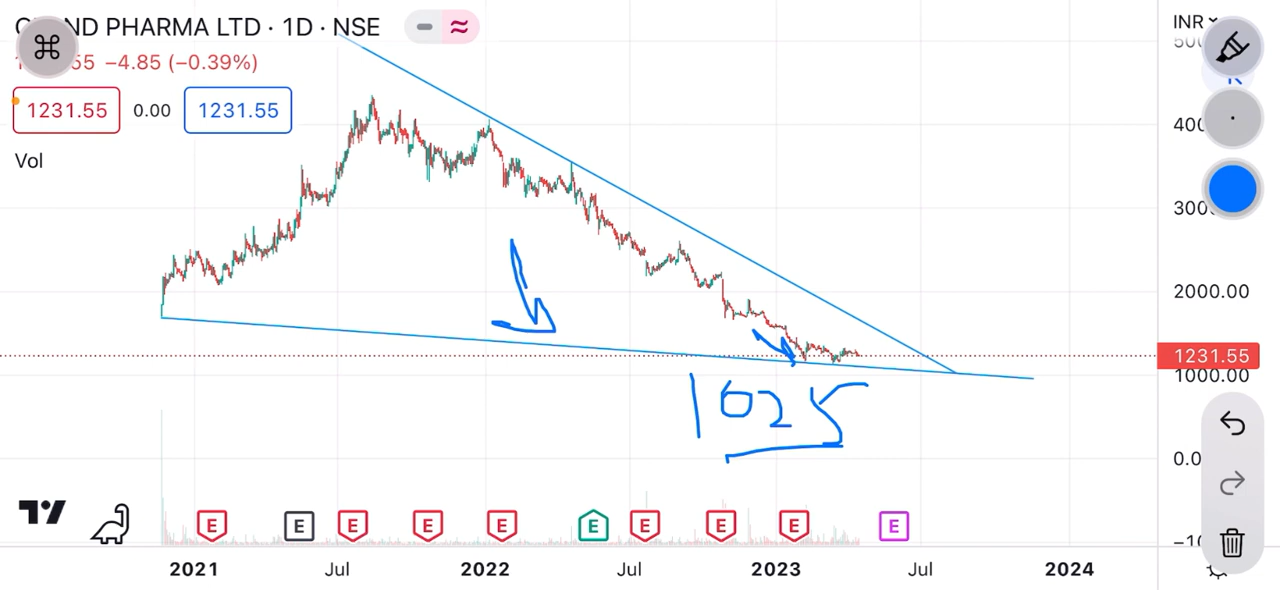 ND PHARMA LTD · 1D · NSE
55 −4.85 (−0.39%)
1231.55 0.00 1231.55
Vol
INR
400
300
2000.00
1231.55
1000.00
0.0
1025
E E E E E E E E E E
2021 Jul 2022 Jul 2023 Jul 2024